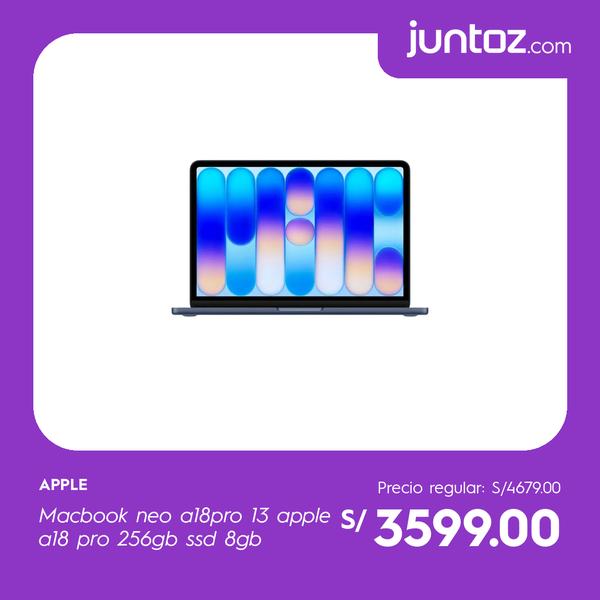 juntoz.com
APPLE
Macbook neo a18pro 13 apple
a18 pro 256gb ssd 8gb
Precio regular: S/4679.00
S/ 3599.00